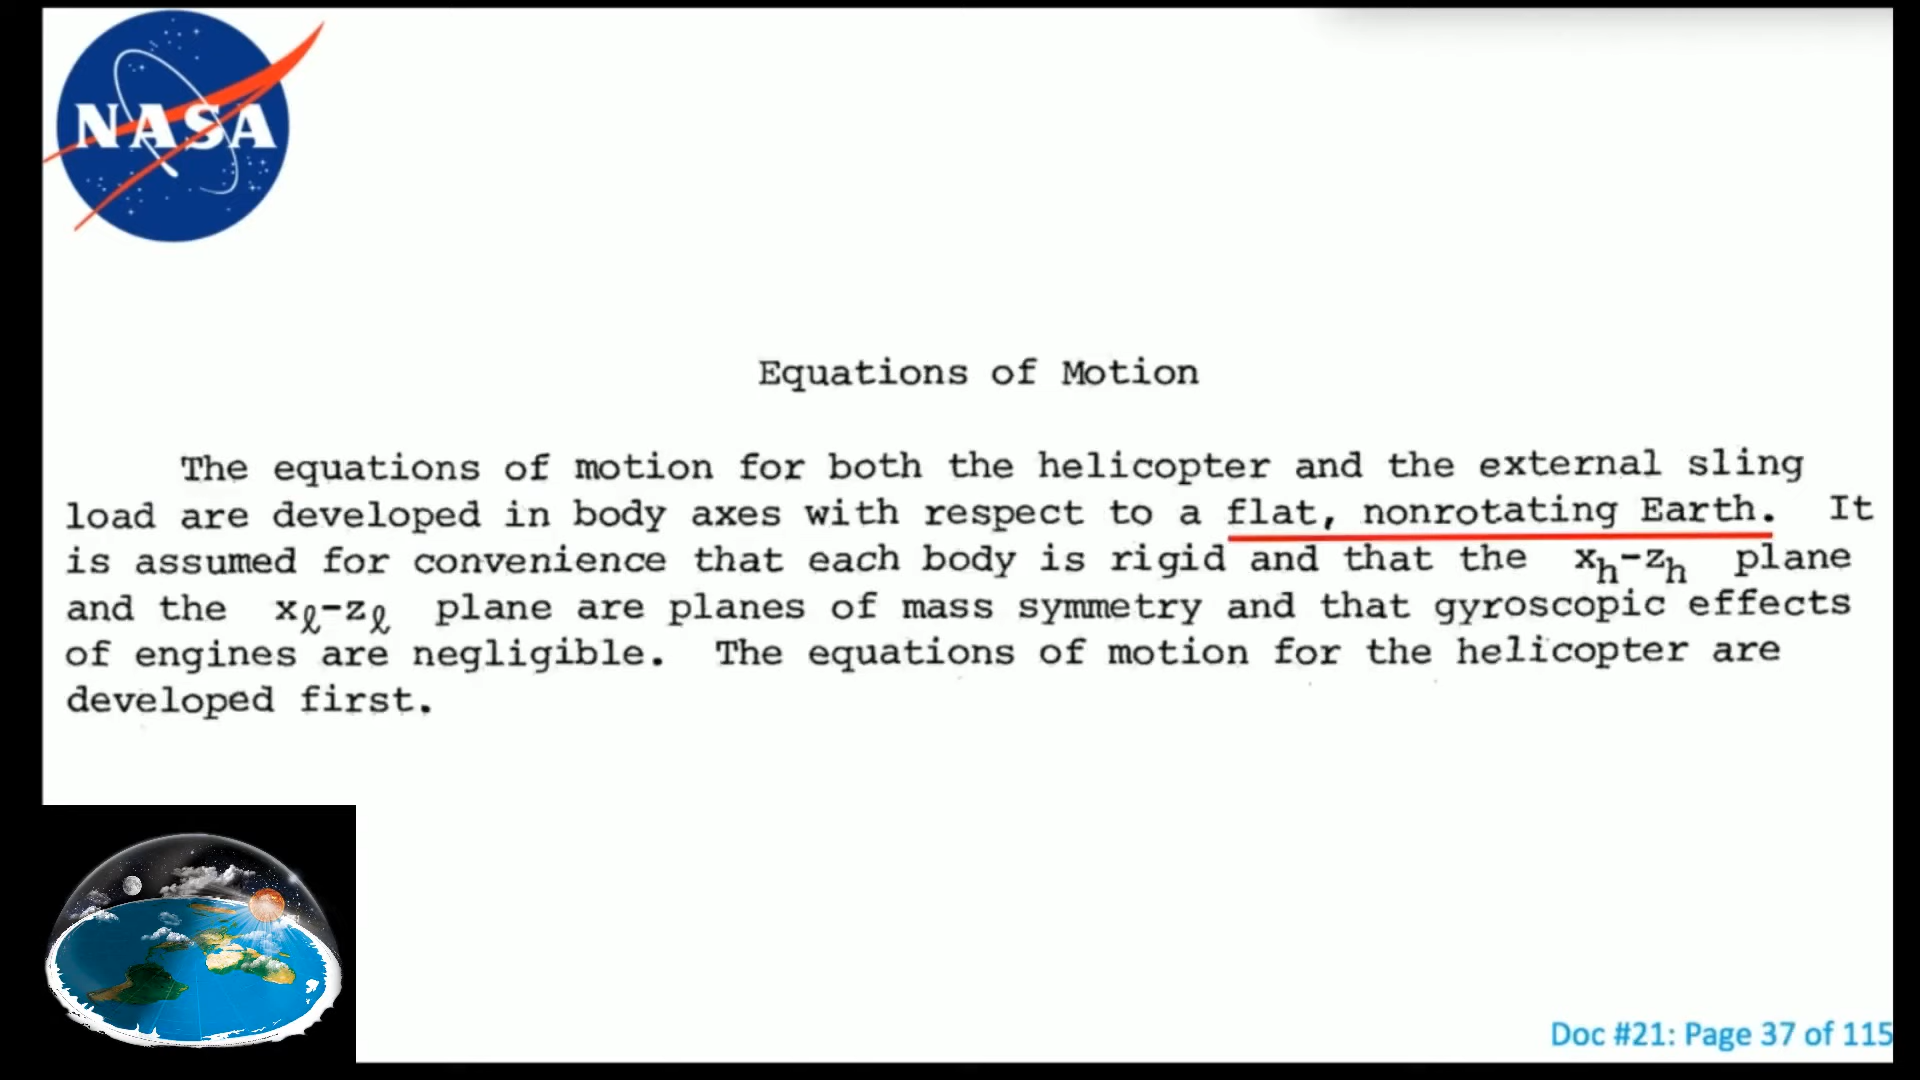 NASA
Equations of Motion
The equations of motion for both the helicopter and the external sling
load are developed in body axes with respect to a flat, nonrotating Earth. It
is assumed for convenience that each body is rigid and that the xh-zh plane
and the xℓ-zℓ plane are planes of mass symmetry and that gyroscopic effects
of engines are negligible. The equations of motion for the helicopter are
developed first.
Doc #21: Page 37 of 115